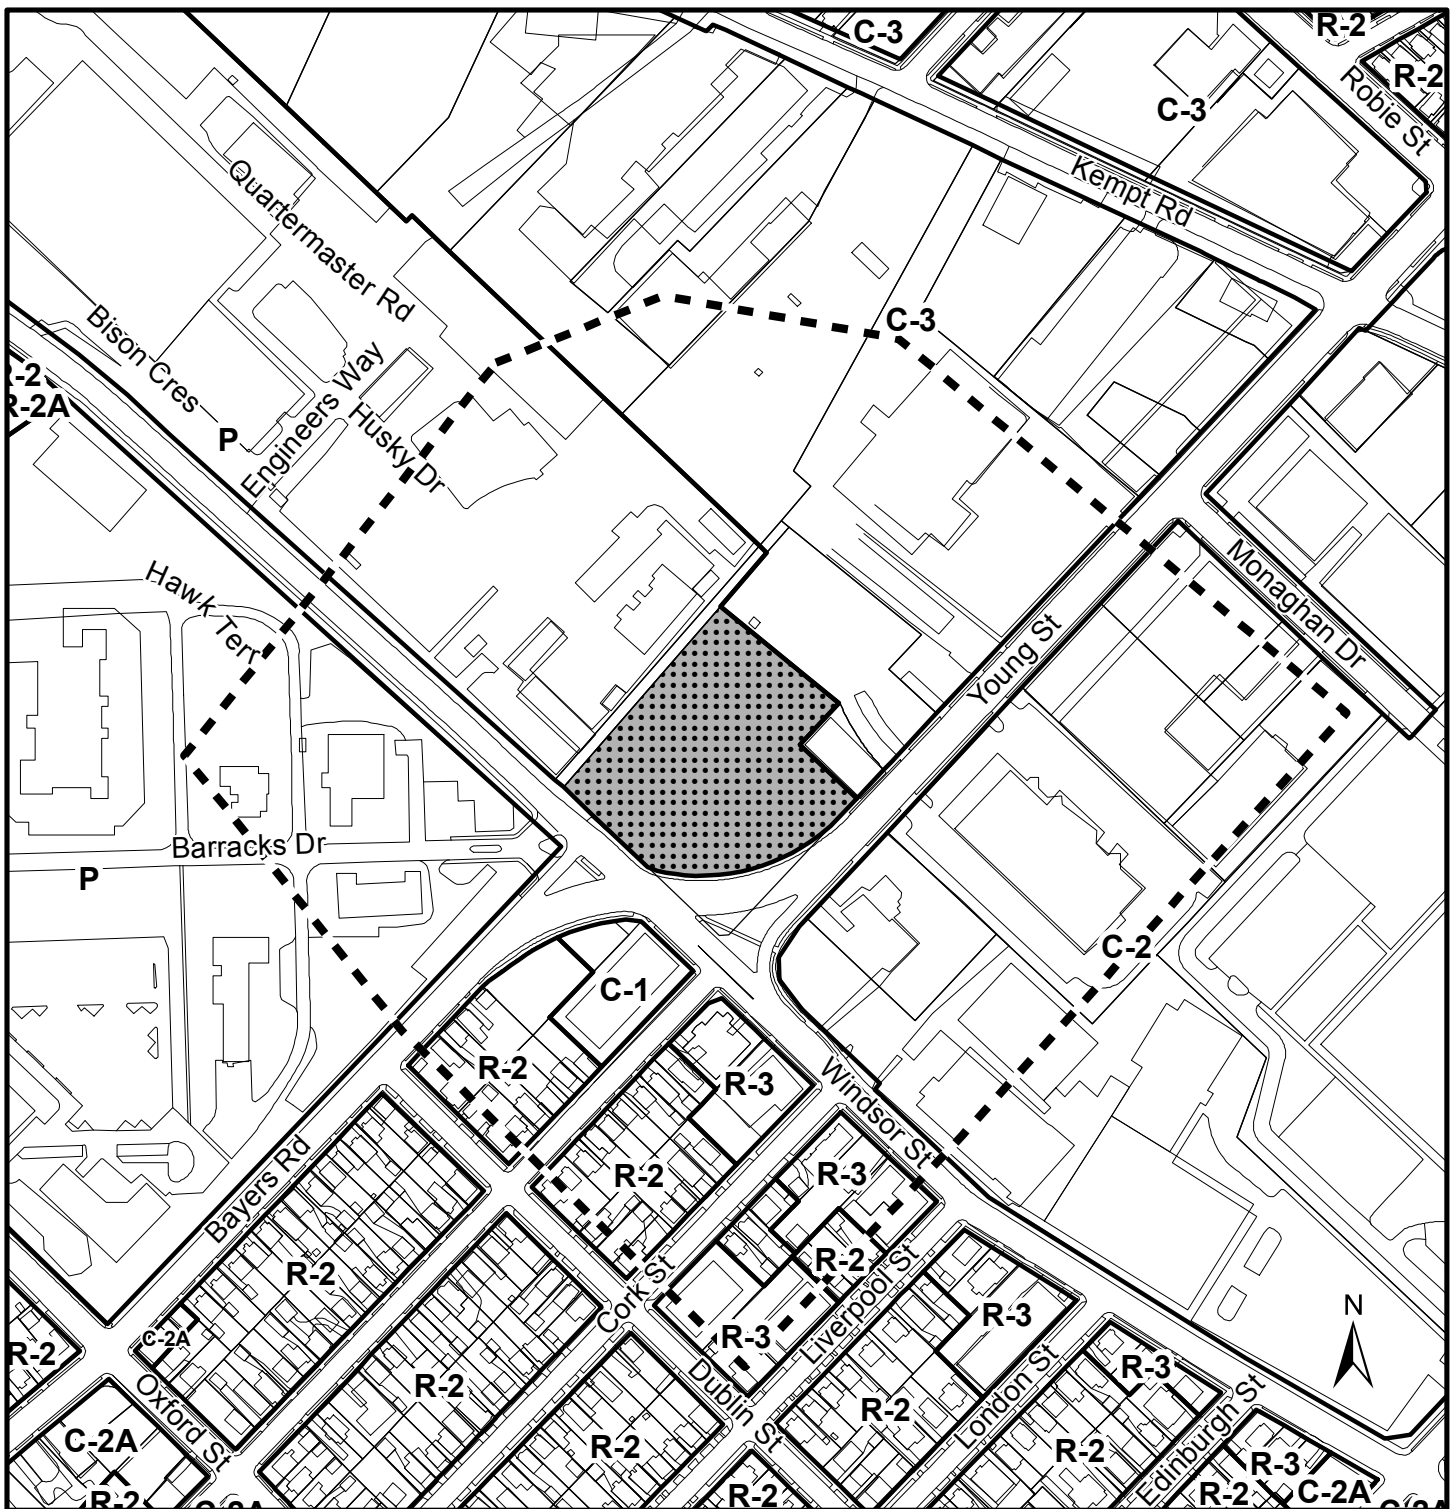 C-3
R-2
R-2
Robie St
C-3
Kempt Rd
Quartermaster Rd
Bison Cres
C-3
R-2
R-2A
P
Engineers Way
Husky Dr
Hawk Terr
Monaghan Dr
Young St
Barracks Dr
P
C-2
C-1
R-2
R-3
Windsor St
R-2
R-3
Bayers Rd
R-2
R-2
Cork St
Liverpool St
R-3
R-3
N
C-2A
R-2
R-2
Oxford St
Dublin St
London St
R-3
R-2
Edinburgh St
C-2A
R-2
R-2
R-3
R-2
R-2
R-2
C-2A